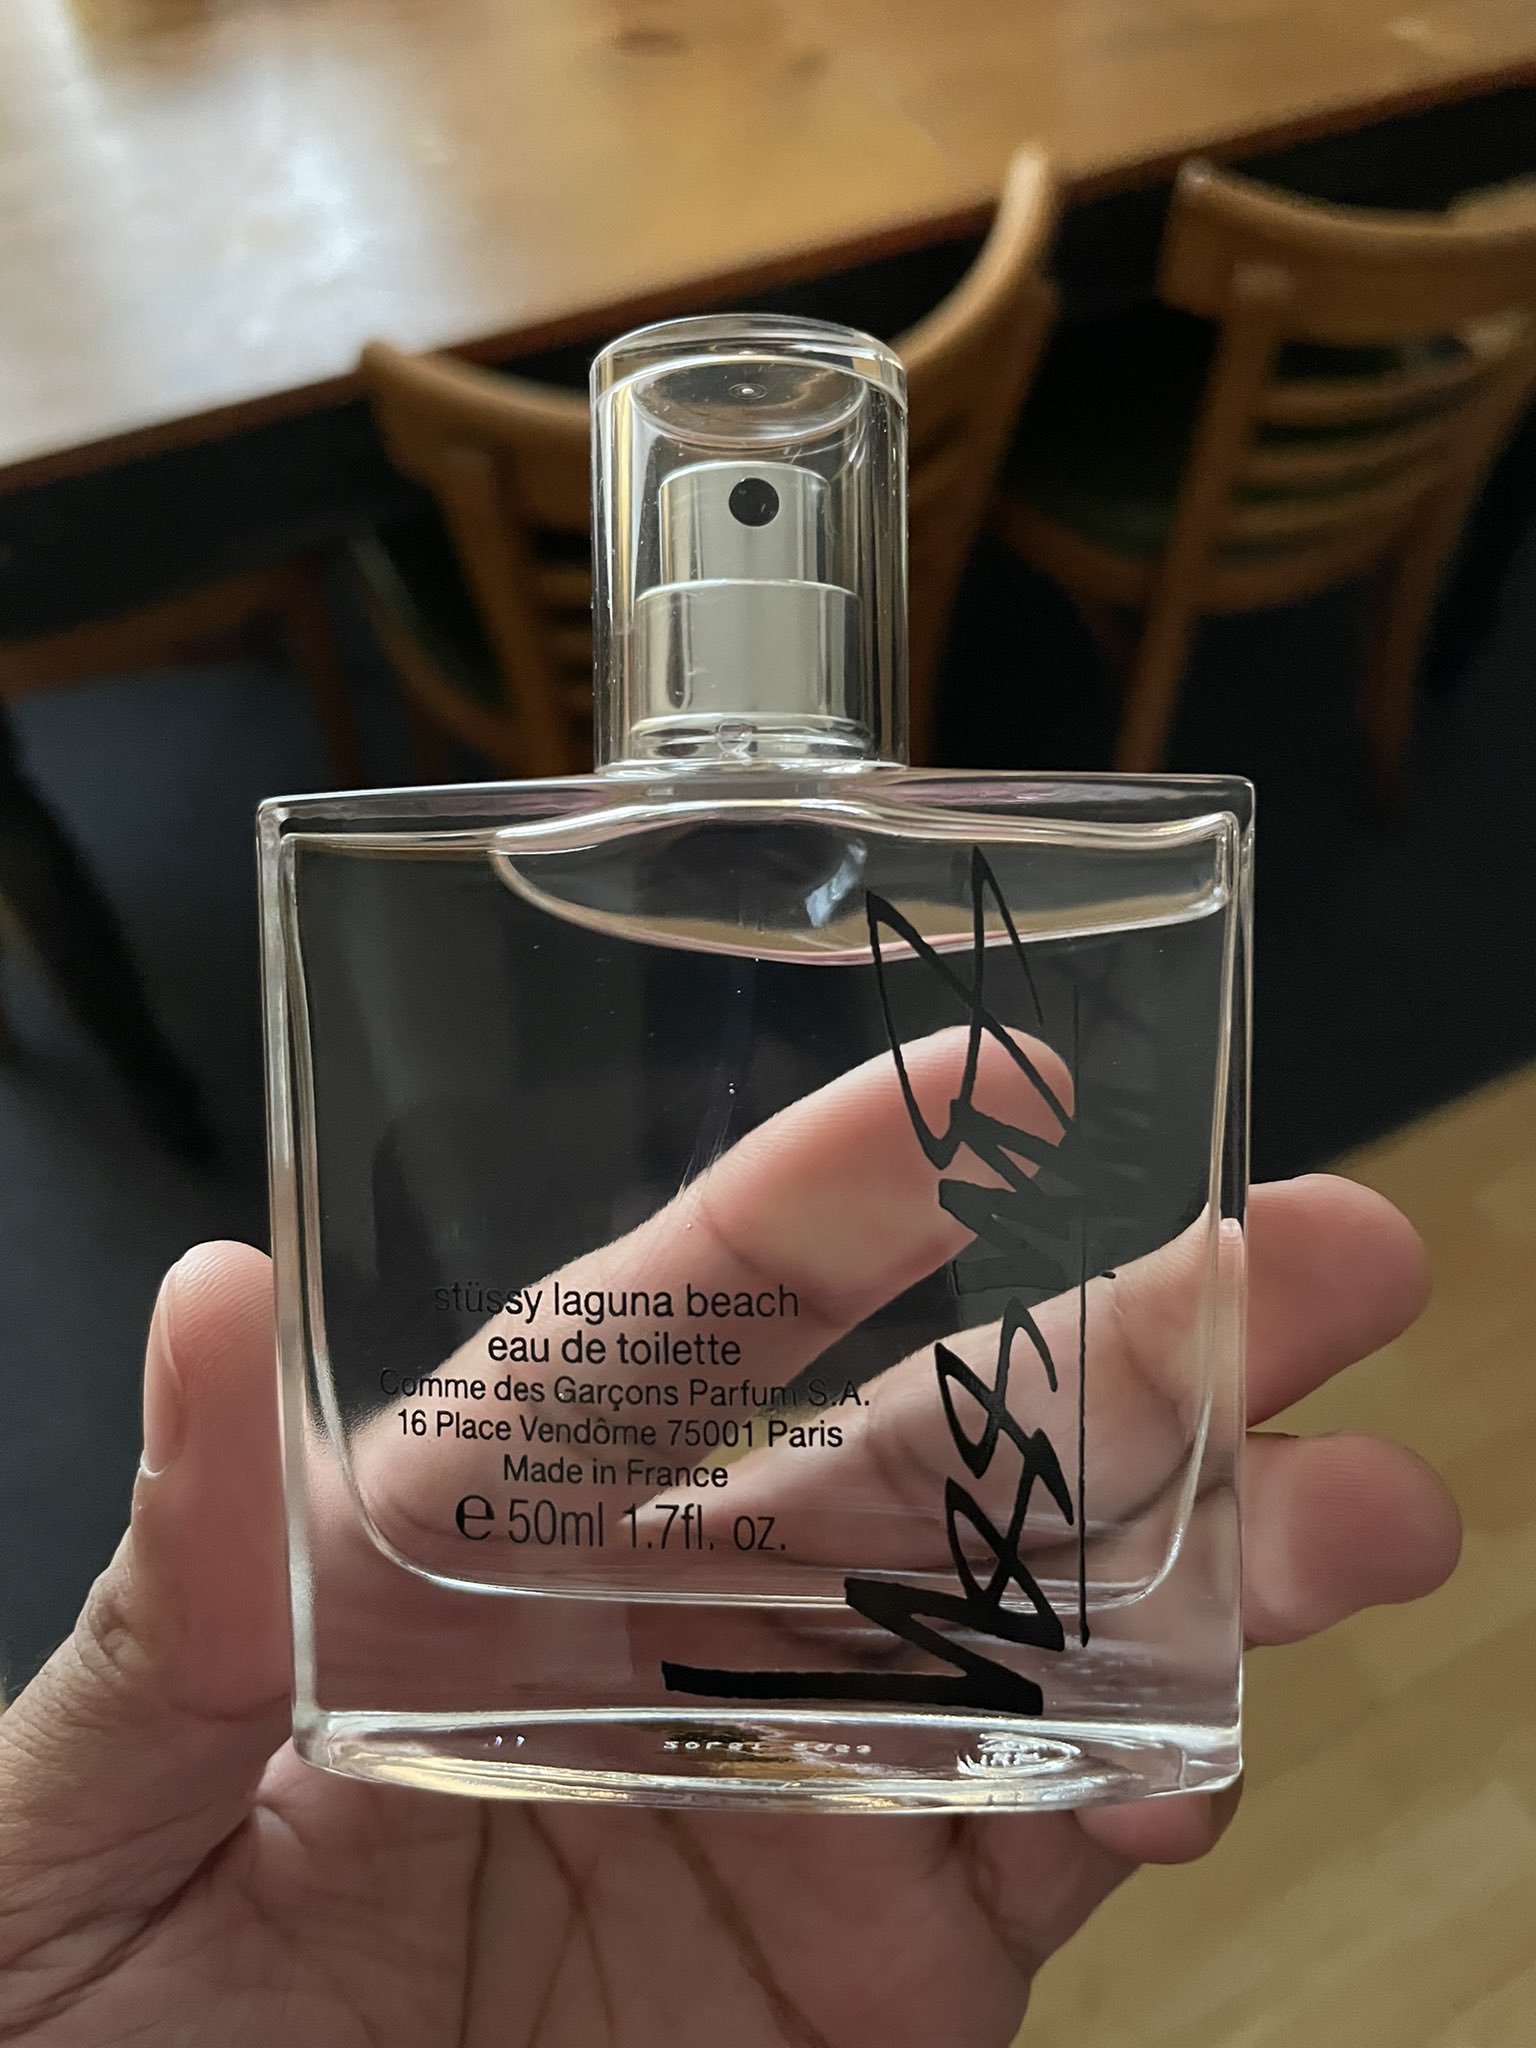 stüssy laguna beach
eau de toilette
Comme des Garçons Parfum S.A.
16 Place Vendôme 75001 Paris
Made in France
e 50ml 1.7fl. oz.